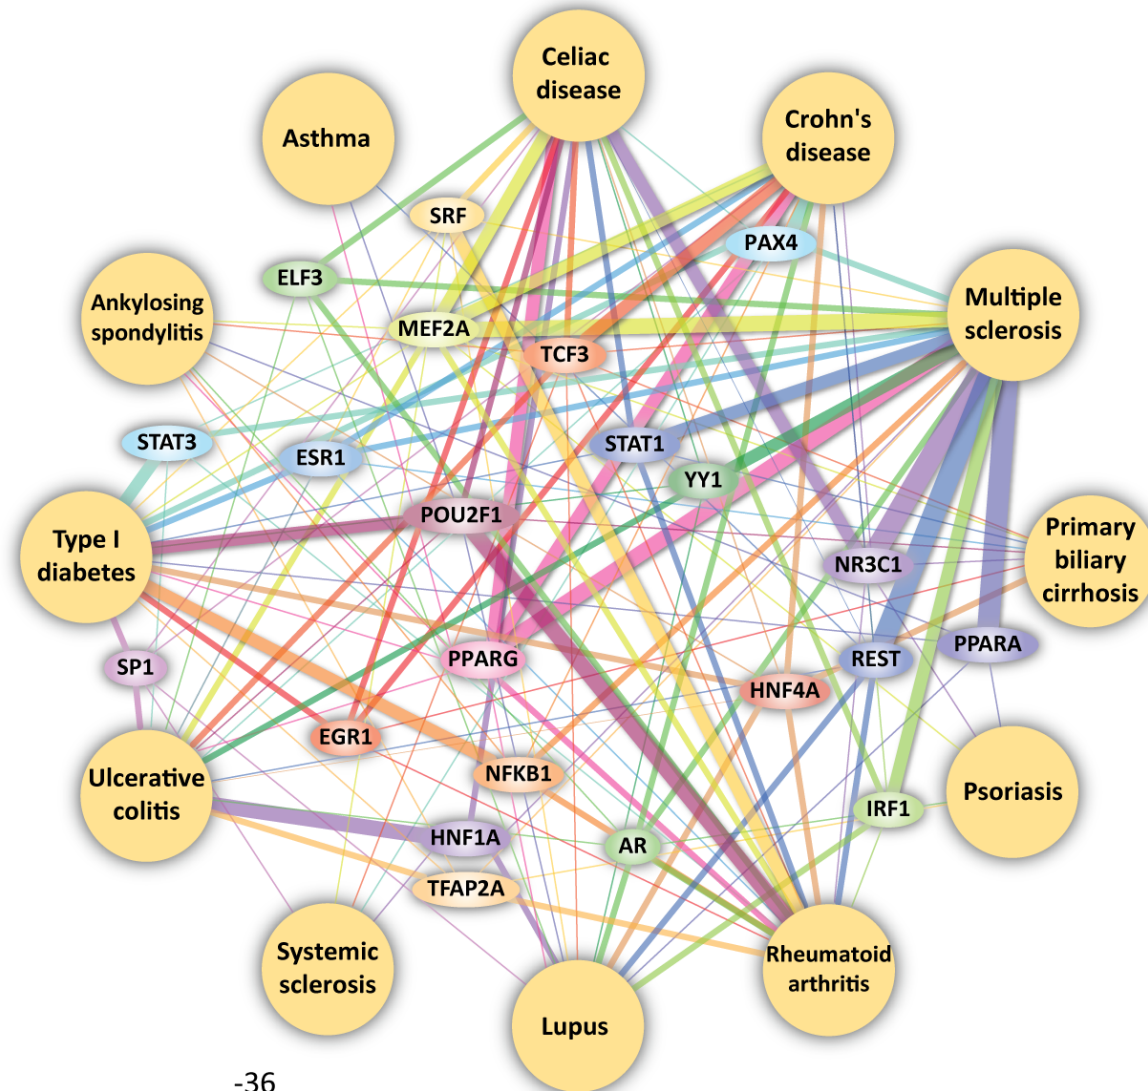 Celiac
disease
Asthma
Crohn's
disease
SRF
PAX4
ELF3
Ankylosing
spondylitis
MEF2A
TCF3
Multiple
sclerosis
STAT3
ESR1
STAT1
YY1
POU2F1
Type I
diabetes
NR3C1
Primary
biliary
cirrhosis
SP1
PPARG
HNF4A
REST
PPARA
EGR1
NFKB1
Ulcerative
colitis
HNF1A
AR
IRF1
Psoriasis
TFAP2A
Systemic
sclerosis
Lupus
Rheumatoid
arthritis
-36